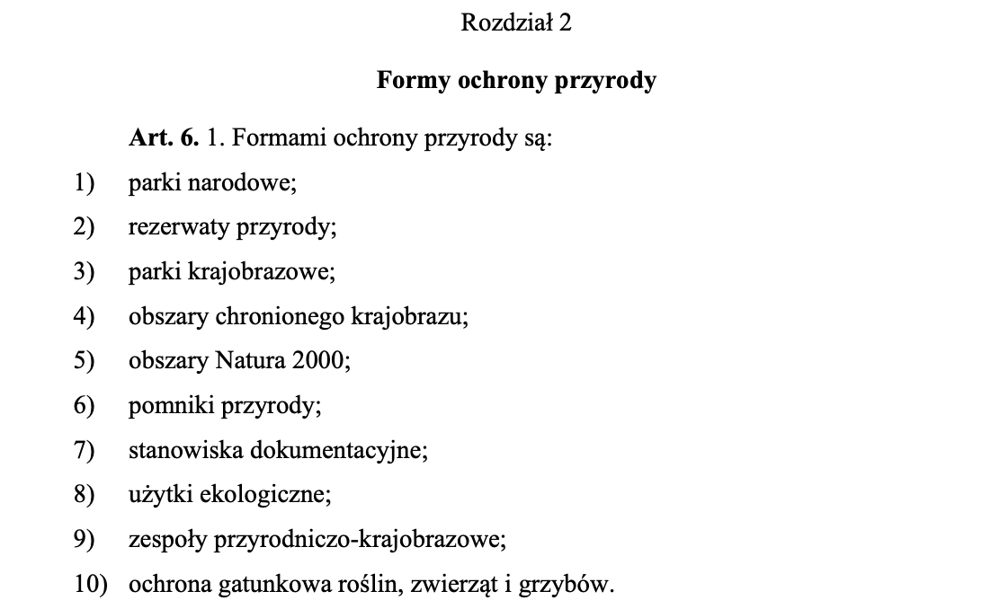 Rozdział 2
Formy ochrony przyrody
Art. 6. 1. Formami ochrony przyrody są:
1) parki narodowe;
2) rezerwaty przyrody;
3) parki krajobrazowe;
4) obszary chronionego krajobrazu;
5) obszary Natura 2000;
6) pomniki przyrody;
7) stanowiska dokumentacyjne;
8) użytki ekologiczne;
9) zespoły przyrodniczo-krajobrazowe;
10) ochrona gatunkowa roślin, zwierząt i grzybów.